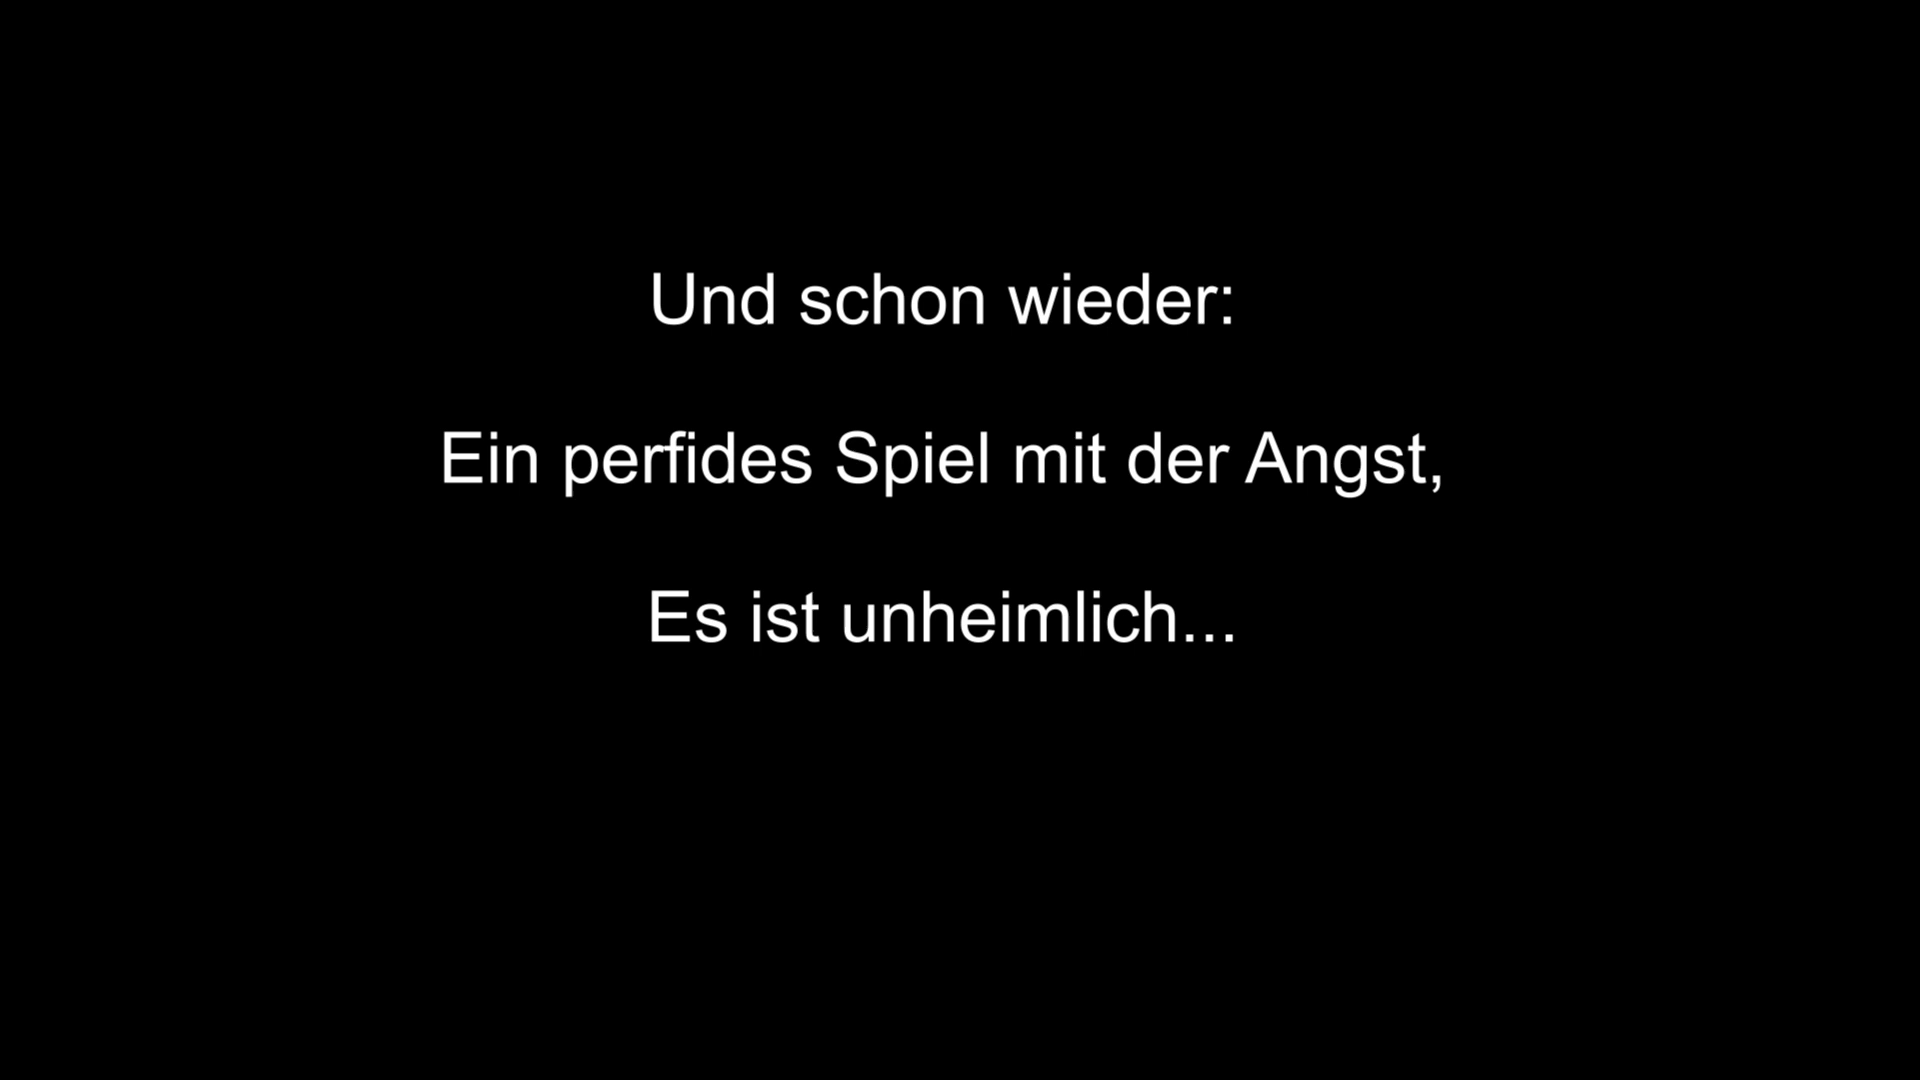 Und schon wieder:
Ein perfides Spiel mit der Angst,
Es ist unheimlich...